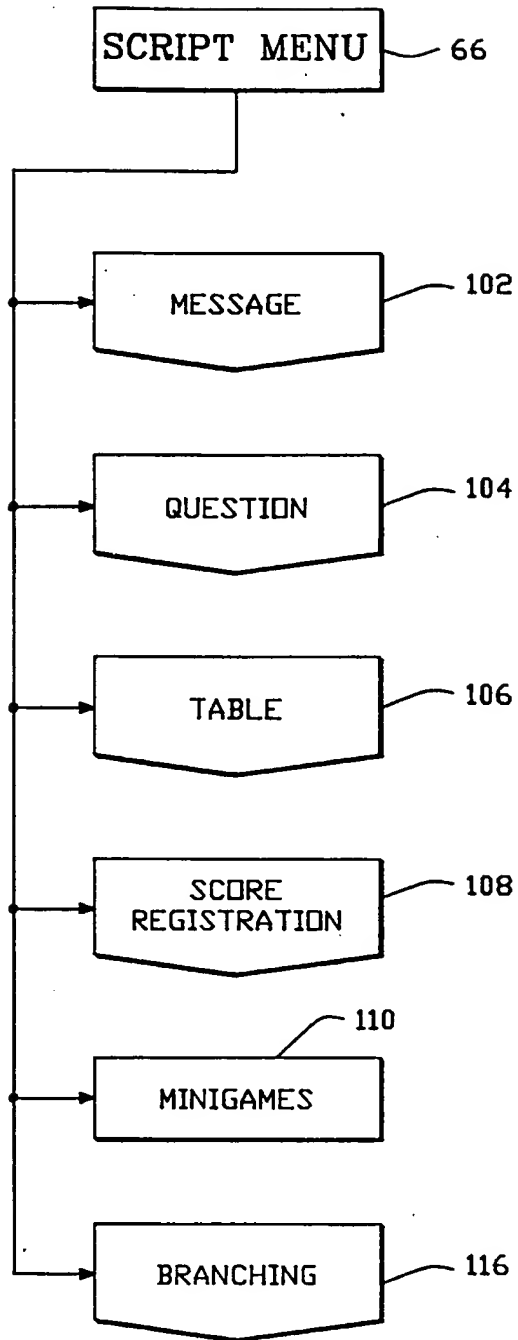 SCRIPT MENU
66
MESSAGE
102
QUESTION
104
TABLE
106
SCORE
REGISTRATION
108
110
MINIGAMES
BRANCHING
116